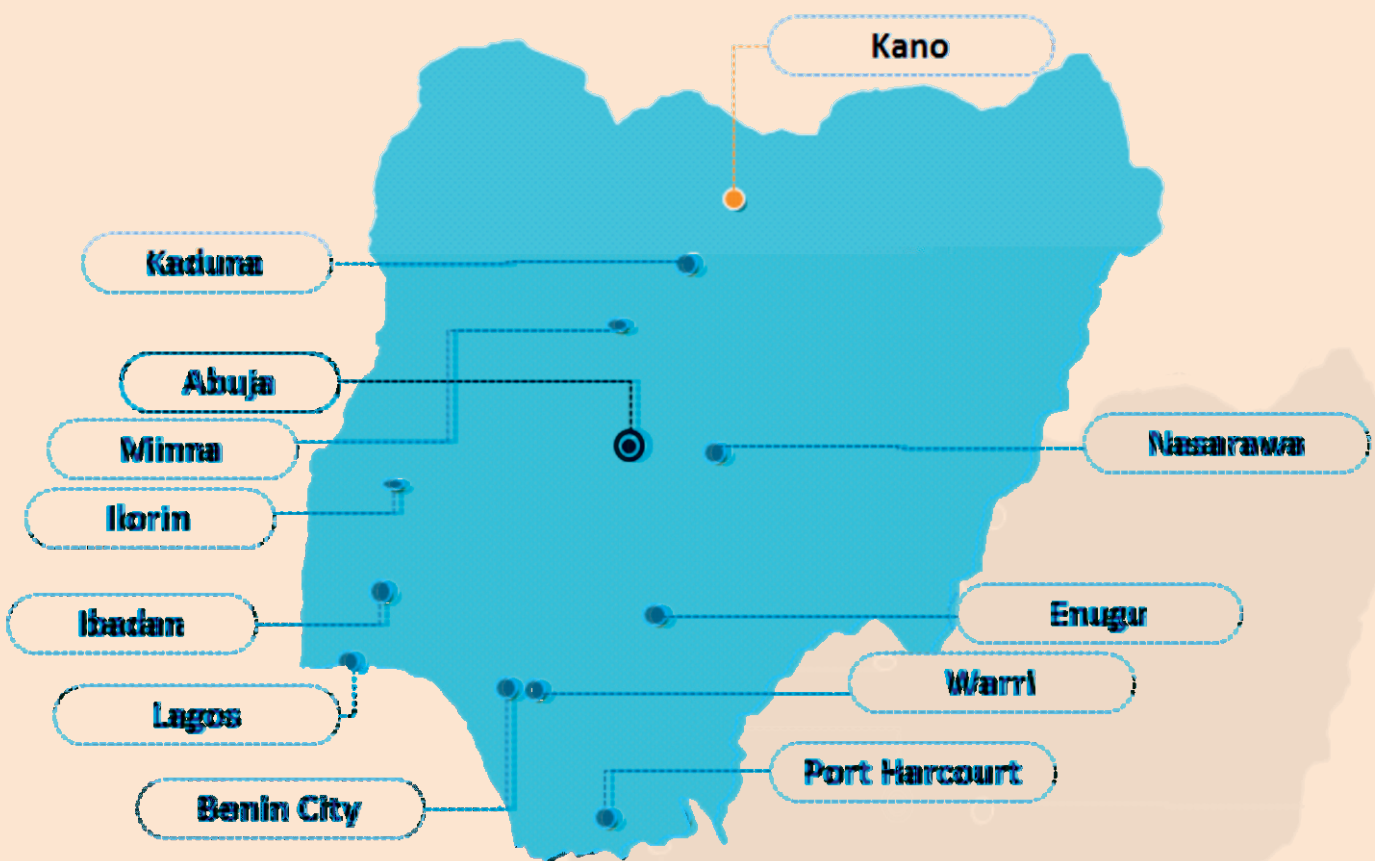 Kano
Kaduna
Abuja
Minna
Nasarawa
Ilorin
Ibadan
Enugu
Warri
Lagos
Port Harcourt
Benin City